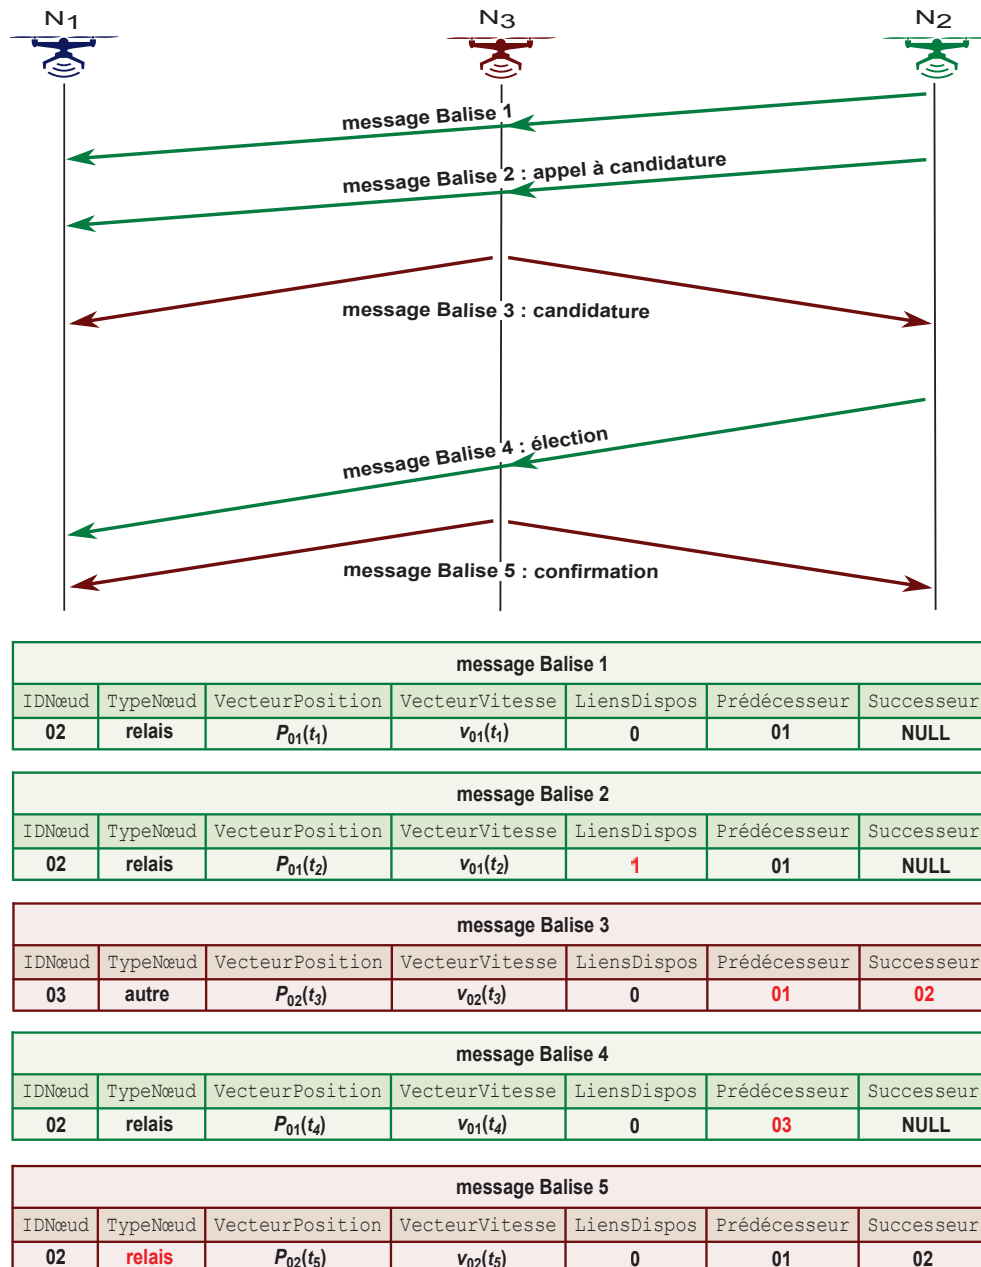 N1 N3 N2
message Balise 1
message Balise 2 : appel à candidature
message Balise 3 : candidature
message Balise 4 : élection
message Balise 5 : confirmation
message Balise 1
IDNœud TypeNœud VecteurPosition VecteurVitesse LiensDispos Prédécesseur Successeur
02 relais P01(t1) v01(t1) 0 01 NULL
message Balise 2
IDNœud TypeNœud VecteurPosition VecteurVitesse LiensDispos Prédécesseur Successeur
02 relais P01(t2) v01(t2) 1 01 NULL
message Balise 3
IDNœud TypeNœud VecteurPosition VecteurVitesse LiensDispos Prédécesseur Successeur
03 autre P02(t3) v02(t3) 0 01 02
message Balise 4
IDNœud TypeNœud VecteurPosition VecteurVitesse LiensDispos Prédécesseur Successeur
02 relais P01(t4) v01(t4) 0 03 NULL
message Balise 5
IDNœud TypeNœud VecteurPosition VecteurVitesse LiensDispos Prédécesseur Successeur
02 relais P02(t5) v02(t5) 0 01 02